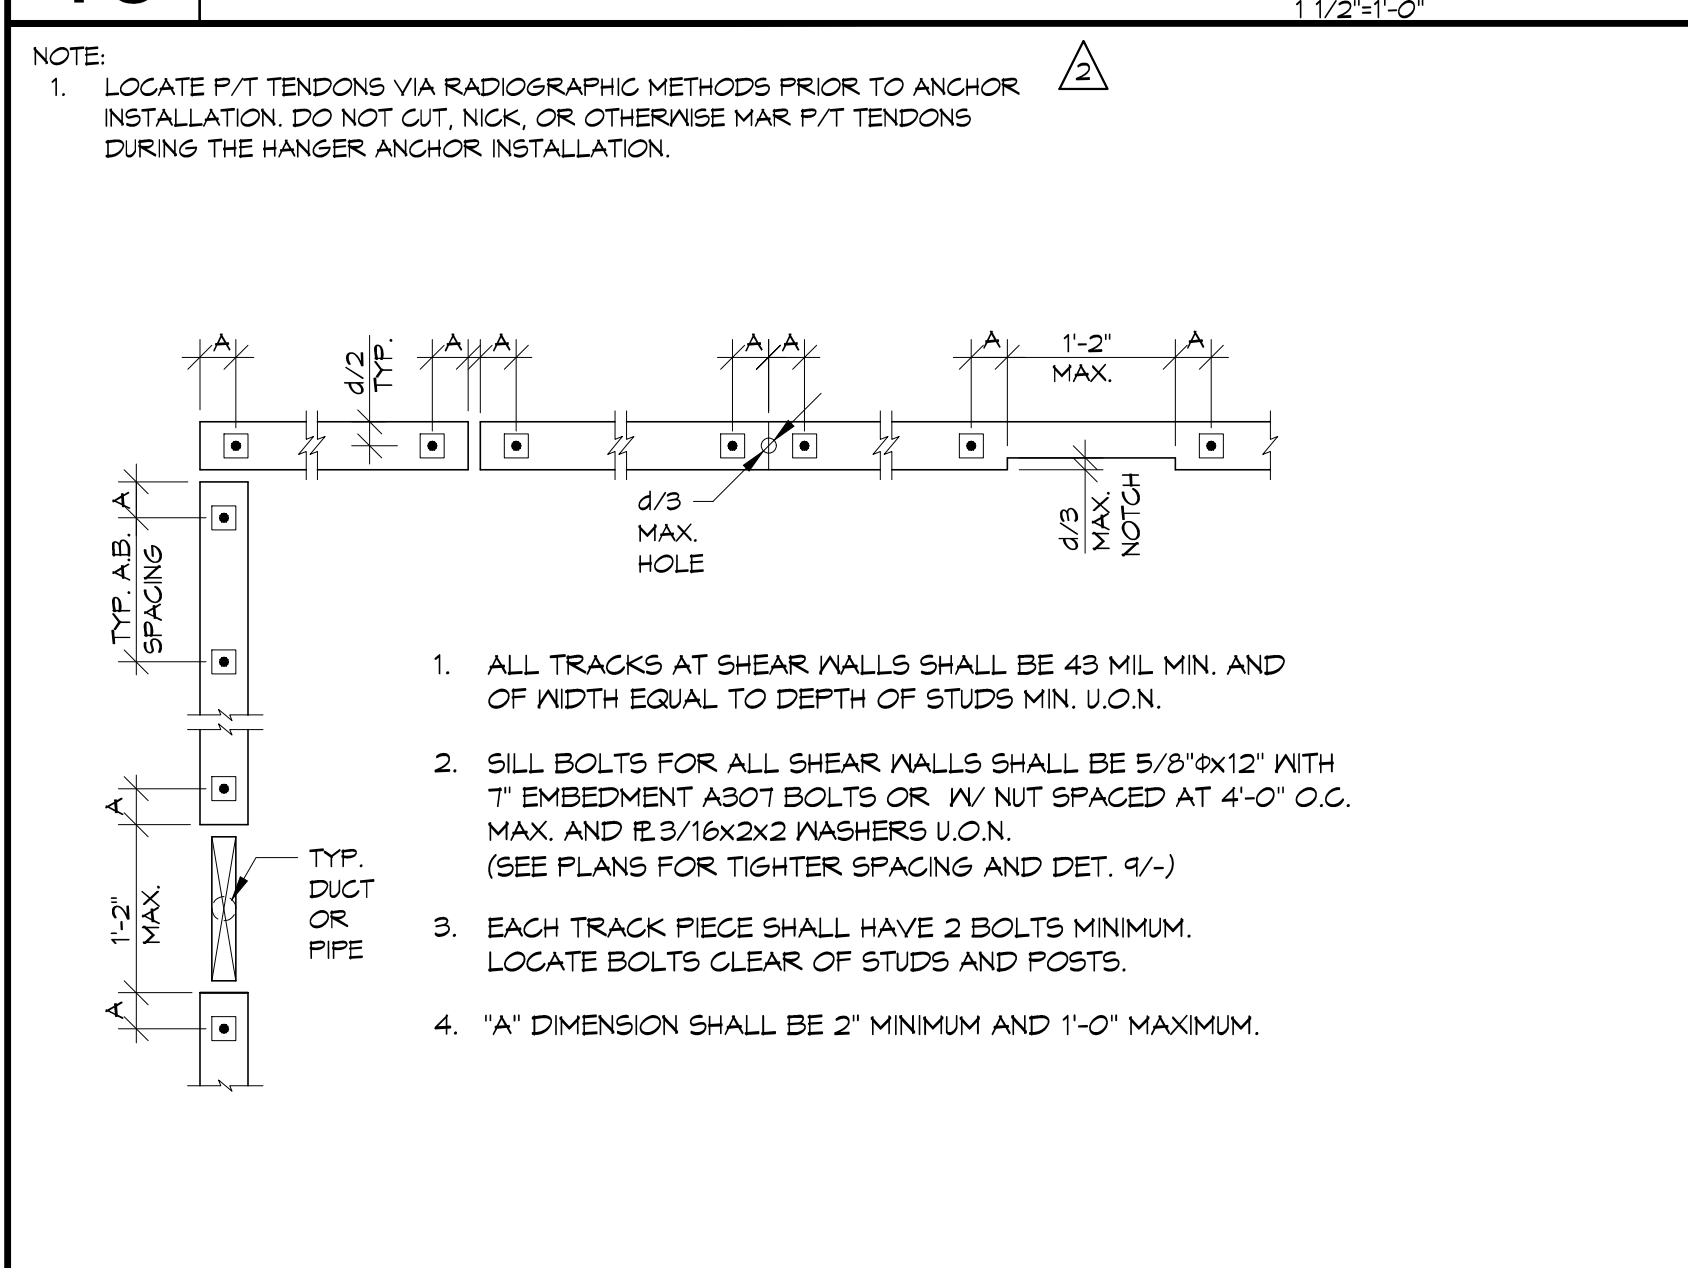 1 1/2"=1'-0"
NOTE:
2
1. LOCATE P/T TENDONS VIA RADIOGRAPHIC METHODS PRIOR TO ANCHOR
INSTALLATION. DO NOT CUT, NICK, OR OTHERWISE MAR P/T TENDONS
DURING THE HANGER ANCHOR INSTALLATION.
A
d/2
TYP.
A
A
A
A
A
1'-2"
MAX.
A
d/3
MAX.
HOLE
d/3
MAX.
NOTCH
A
TYP. A.B.
SPACING
A
1'-2"
MAX.
A
TYP.
DUCT
OR
PIPE
1. ALL TRACKS AT SHEAR WALLS SHALL BE 43 MIL MIN. AND
OF WIDTH EQUAL TO DEPTH OF STUDS MIN. U.O.N.
2. SILL BOLTS FOR ALL SHEAR WALLS SHALL BE 5/8"ϕx12" WITH
7" EMBEDMENT A307 BOLTS OR W/ NUT SPACED AT 4'-0" O.C.
MAX. AND PL 3/16x2x2 WASHERS U.O.N.
(SEE PLANS FOR TIGHTER SPACING AND DET. 9/-)
3. EACH TRACK PIECE SHALL HAVE 2 BOLTS MINIMUM.
LOCATE BOLTS CLEAR OF STUDS AND POSTS.
4. "A" DIMENSION SHALL BE 2" MINIMUM AND 1'-0" MAXIMUM.